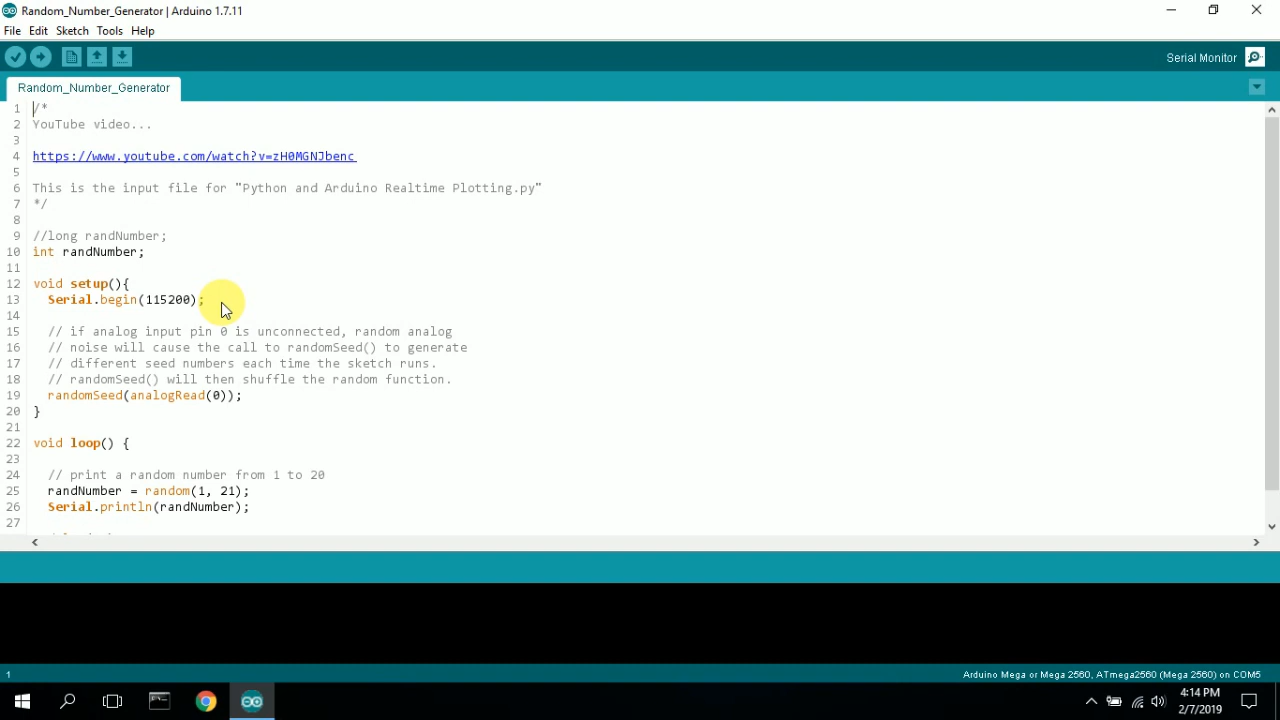 Random_Number_Generator | Arduino 1.7.11
File Edit Sketch Tools Help
Serial Monitor
Random_Number_Generator
1 /*
2 YouTube video...
3
4 https://www.youtube.com/watch?v=zH0MGNJbenc
5
6 This is the input file for "Python and Arduino Realtime Plotting.py"
7 */
8
9 //long randNumber;
10 int randNumber;
11
12 void setup(){
13 Serial.begin(115200);
14
15 // if analog input pin 0 is unconnected, random analog
16 // noise will cause the call to randomSeed() to generate
17 // different seed numbers each time the sketch runs.
18 // randomSeed() will then shuffle the random function.
19 randomSeed(analogRead(0));
20 }
21
22 void loop() {
23
24 // print a random number from 1 to 20
25 randNumber = random(1, 21);
26 Serial.println(randNumber);
27
1
Arduino Mega or Mega 2560, ATmega2560 (Mega 2560) on COM5
4:14 PM
2/7/2019